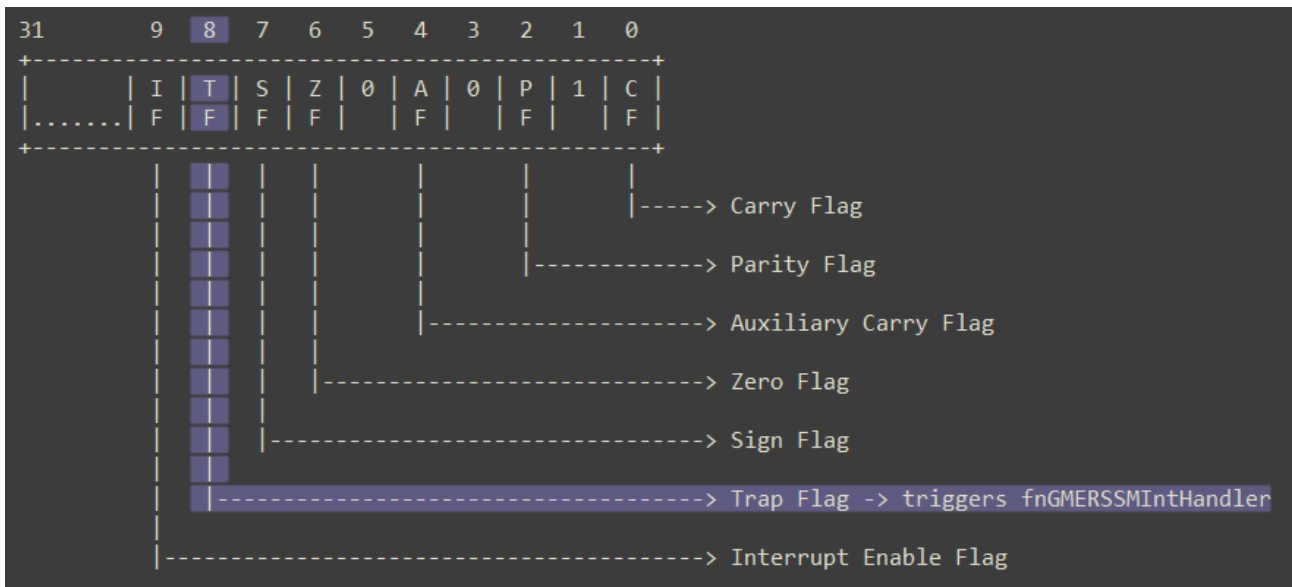 31      9  8  7  6  5  4  3  2  1  0
+-----------------------------------------------+
|       | I | T | S | Z | 0 | A | 0 | P | 1 | C |
|.......| F | F | F | F |   | F |   | F |   | F |
+-----------------------------------------------+
| | | | | | |
| | | | | | |-----> Carry Flag
| | | | | |
| | | | | |-------------> Parity Flag
| | | | |
| | | | |---------------------> Auxiliary Carry Flag
| | | |
| | | |-----------------------------> Zero Flag
| | |
| | |---------------------------------> Sign Flag
| |
| |-------------------------------------> Trap Flag -> triggers fnGMERSSMIntHandler
|
|-----------------------------------------> Interrupt Enable Flag